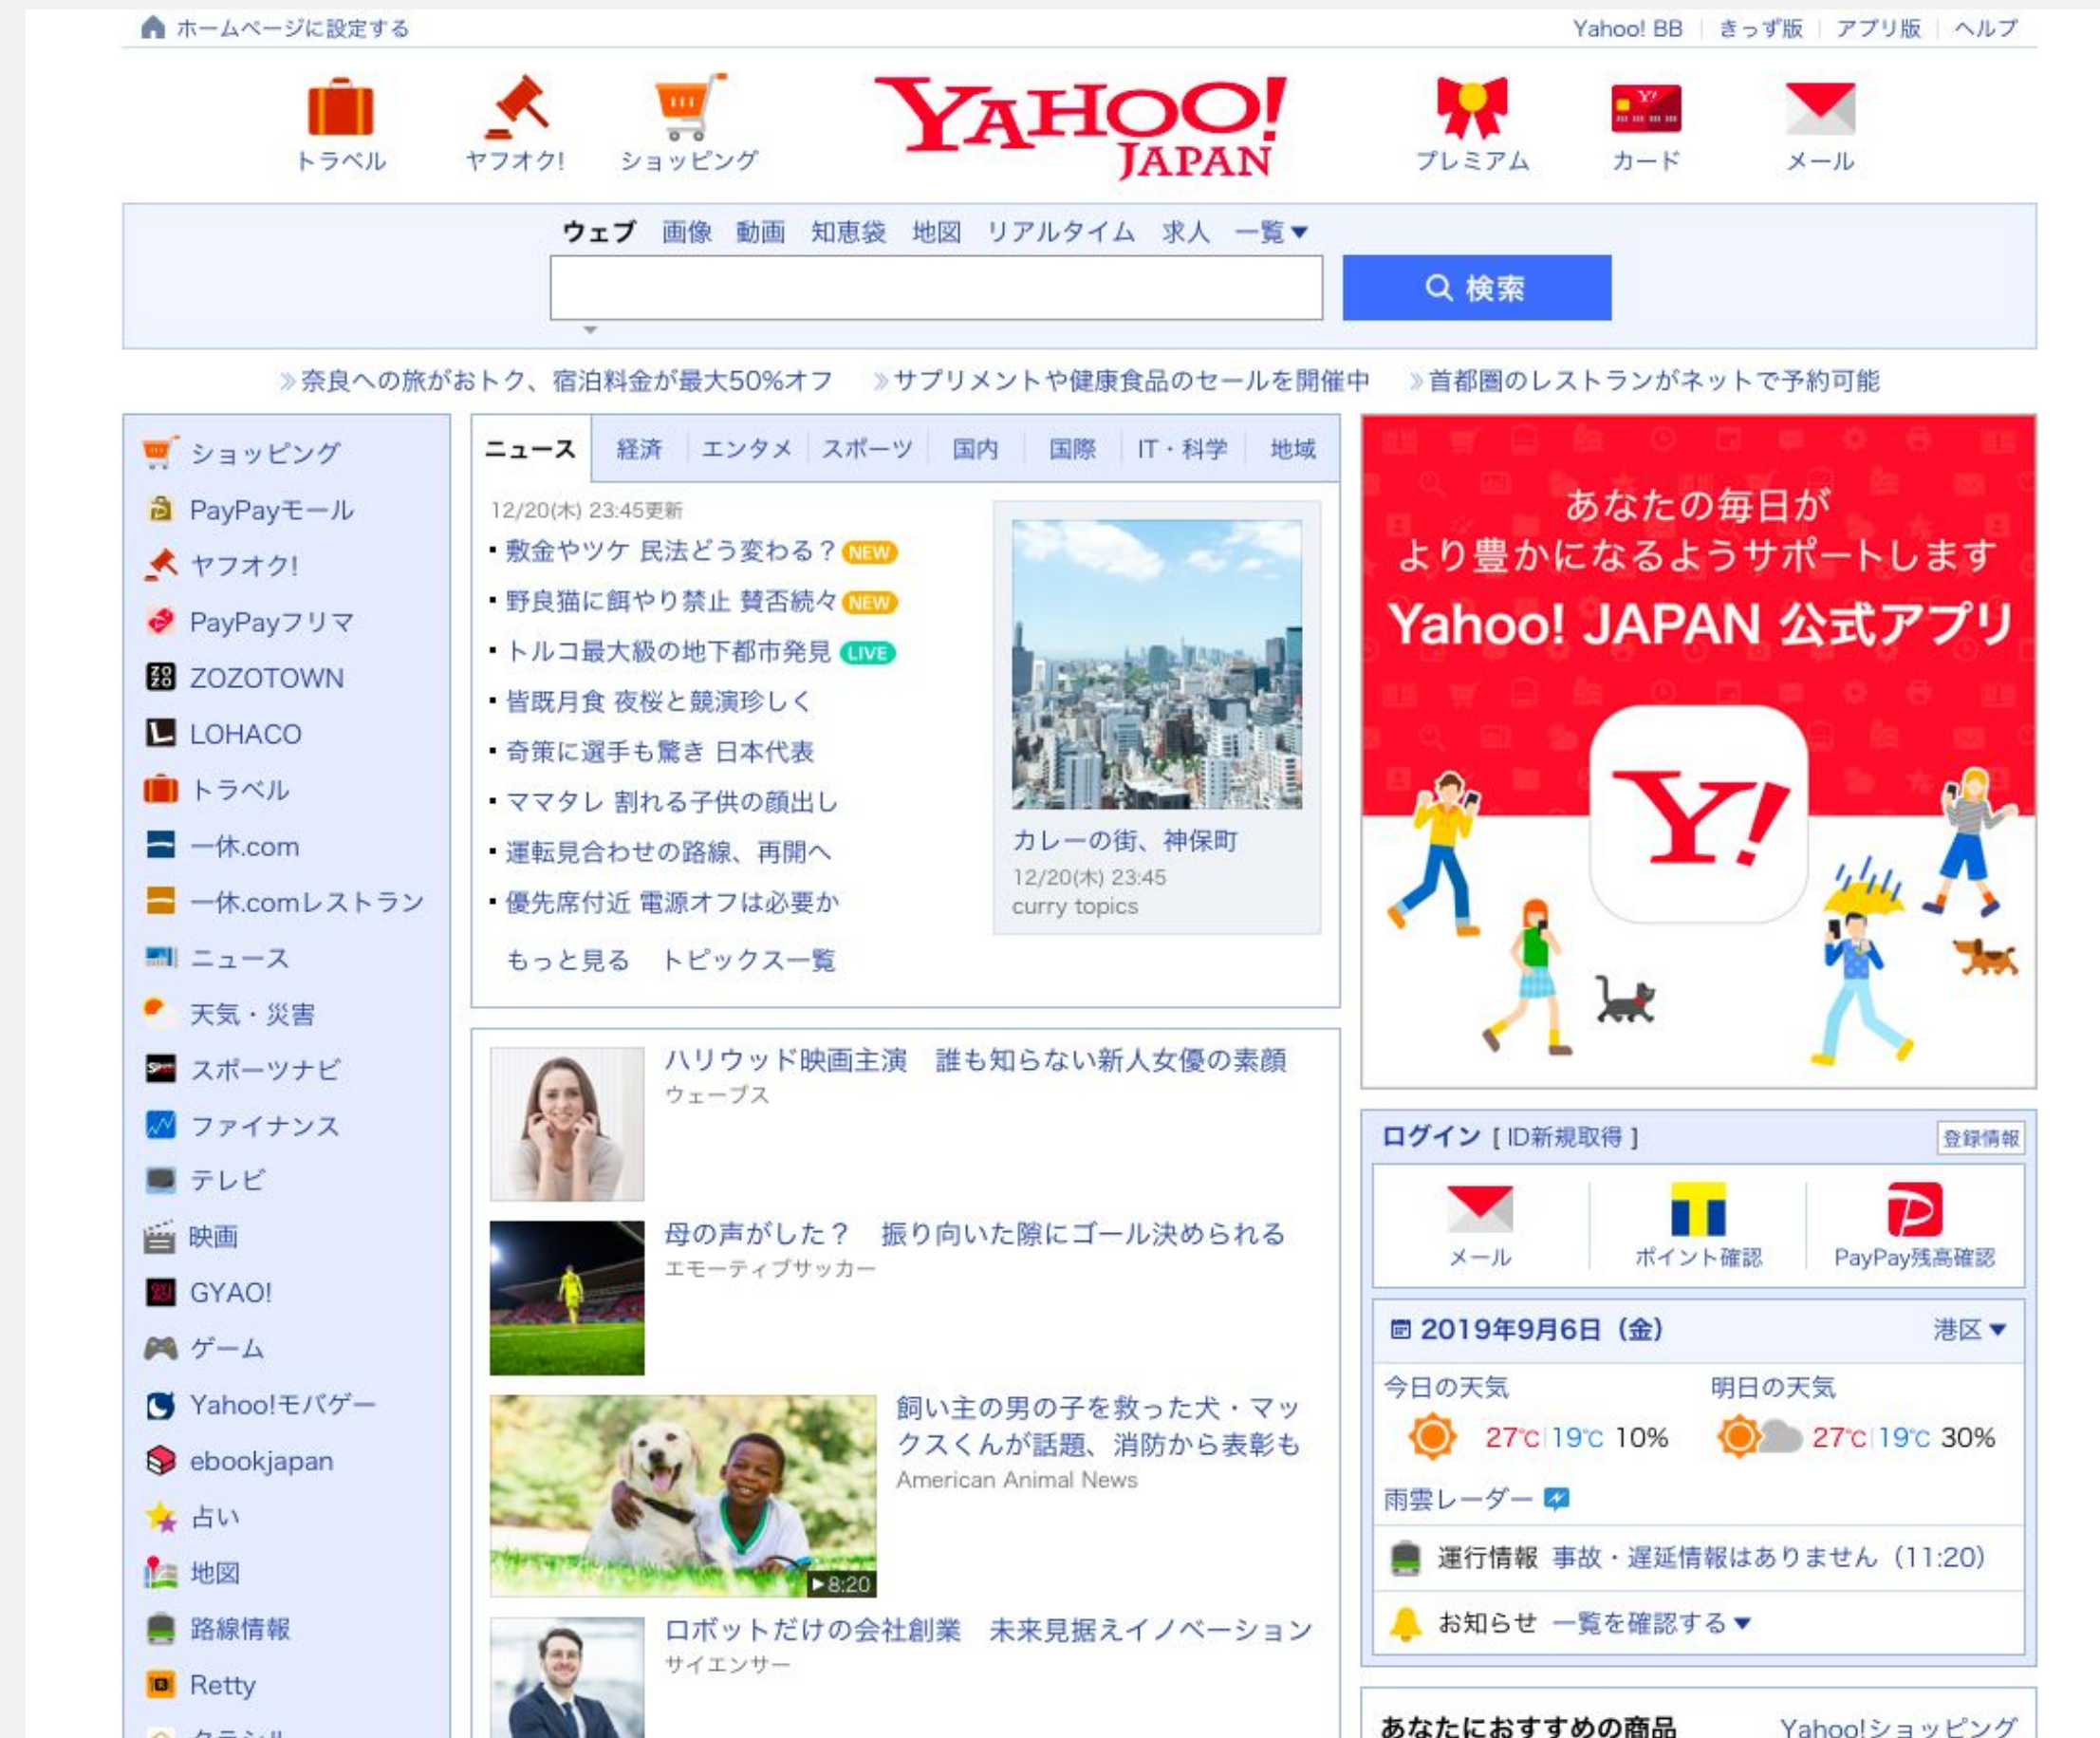 ホームページに設定する
Yahoo! BB
きっず版
アプリ版
ヘルプ
トラベル
ヤフオク!
ショッピング
YAHOO!
JAPAN
プレミアム
カード
メール
ウェブ 画像 動画 知恵袋 地図 リアルタイム 求人 一覧▼
検索
奈良への旅がおトク、宿泊料金が最大50%オフ
サプリメントや健康食品のセールを開催中
首都圏のレストランがネットで予約可能
ショッピング
PayPayモール
ヤフオク!
PayPayフリマ
ZOZOTOWN
LOHACO
トラベル
一休.com
一休.comレストラン
ニュース
天気・災害
スポーツナビ
ファイナンス
テレビ
映画
GYAO!
ゲーム
Yahoo!モバゲー
ebookjapan
占い
地図
路線情報
Retty
ニュース 経済 エンタメ スポーツ 国内 国際 IT・科学 地域
12/20(木) 23:45更新
敷金やツケ 民法どう変わる？ NEW
野良猫に餌やり禁止 賛否続々 NEW
トルコ最大級の地下都市発見 LIVE
皆既月食 夜桜と競演珍しく
奇策に選手も驚き 日本代表
ママタレ 割れる子供の顔出し
運転見合わせの路線、再開へ
優先席付近 電源オフは必要か
もっと見る トピックス一覧
カレーの街、神保町
12/20(木) 23:45
curry topics
ハリウッド映画主演　誰も知らない新人女優の素顔
ウェーブス
母の声がした？　振り向いた隙にゴール決められる
エモーティブサッカー
飼い主の男の子を救った犬・マッ
クスくんが話題、消防から表彰も
American Animal News
8:20
ロボットだけの会社創業　未来見据えイノベーション
サイエンサー
あなたの毎日が
より豊かになるようサポートします
Yahoo! JAPAN 公式アプリ
Y!
ログイン [ ID新規取得 ]
登録情報
メール
ポイント確認
PayPay残高確認
2019年9月6日（金）
港区▼
今日の天気
明日の天気
27℃ 19℃ 10%
27℃ 19℃ 30%
雨雲レーダー
運行情報 事故・遅延情報はありません（11:20）
お知らせ 一覧を確認する▼
あなたにおすすめの商品
Yahoo!ショッピング